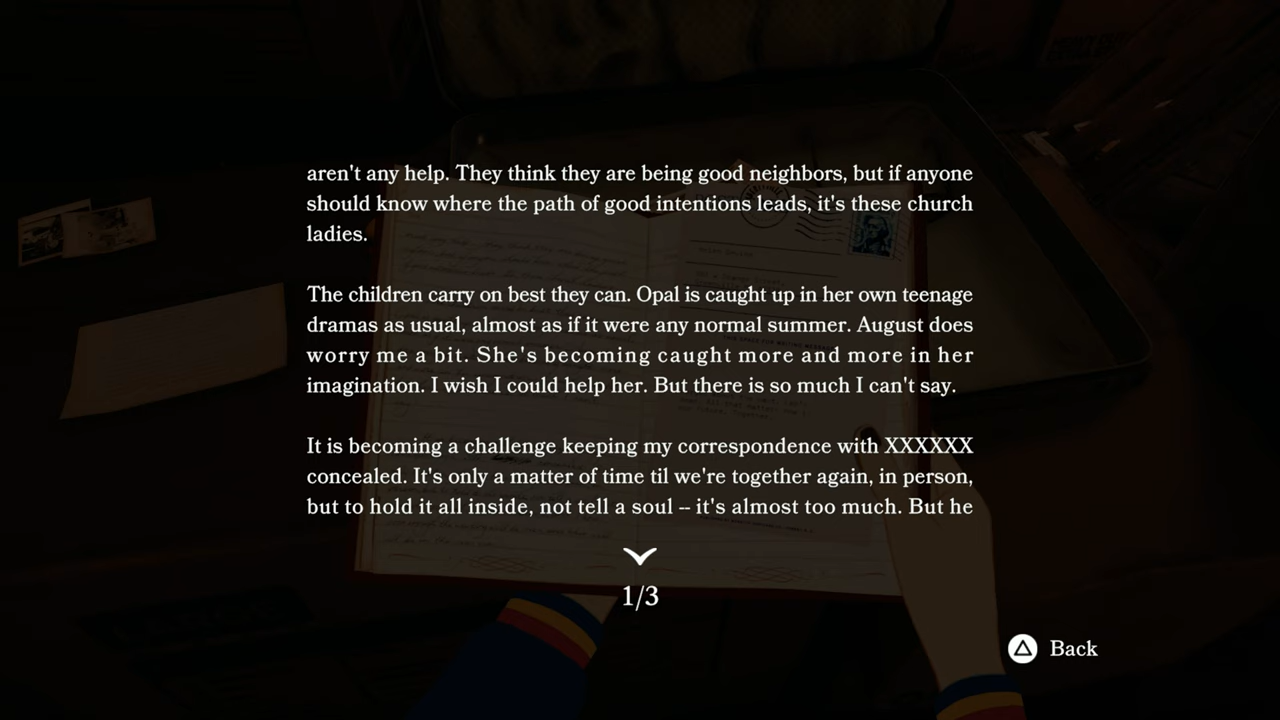 aren't any help. They think they are being good neighbors, but if anyone
should know where the path of good intentions leads, it's these church
ladies.
The children carry on best they can. Opal is caught up in her own teenage
dramas as usual, almost as if it were any normal summer. August does
worry me a bit. She's becoming caught more and more in her
imagination. I wish I could help her. But there is so much I can't say.
It is becoming a challenge keeping my correspondence with XXXXXX
concealed. It's only a matter of time til we're together again, in person,
but to hold it all inside, not tell a soul -- it's almost too much. But he
1/3
Back